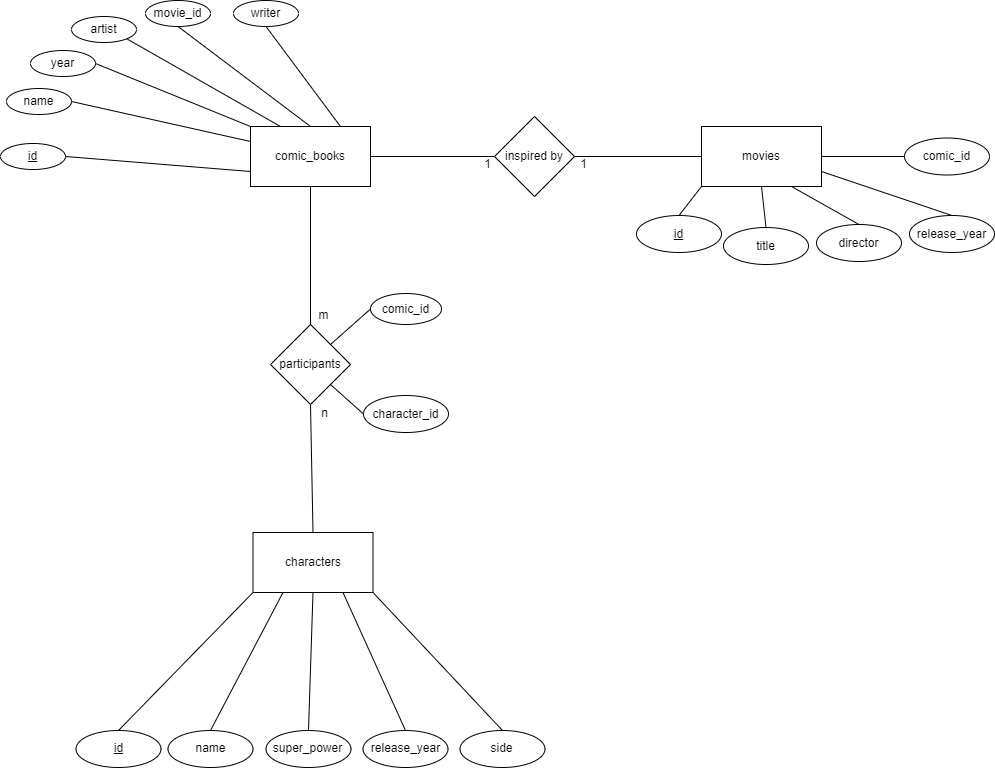 movie_id
writer
artist
year
name
id
comic_books
1
inspired by
1
movies
comic_id
id
title
director
release_year
m
comic_id
participants
n
character_id
characters
id
name
super_power
release_year
side